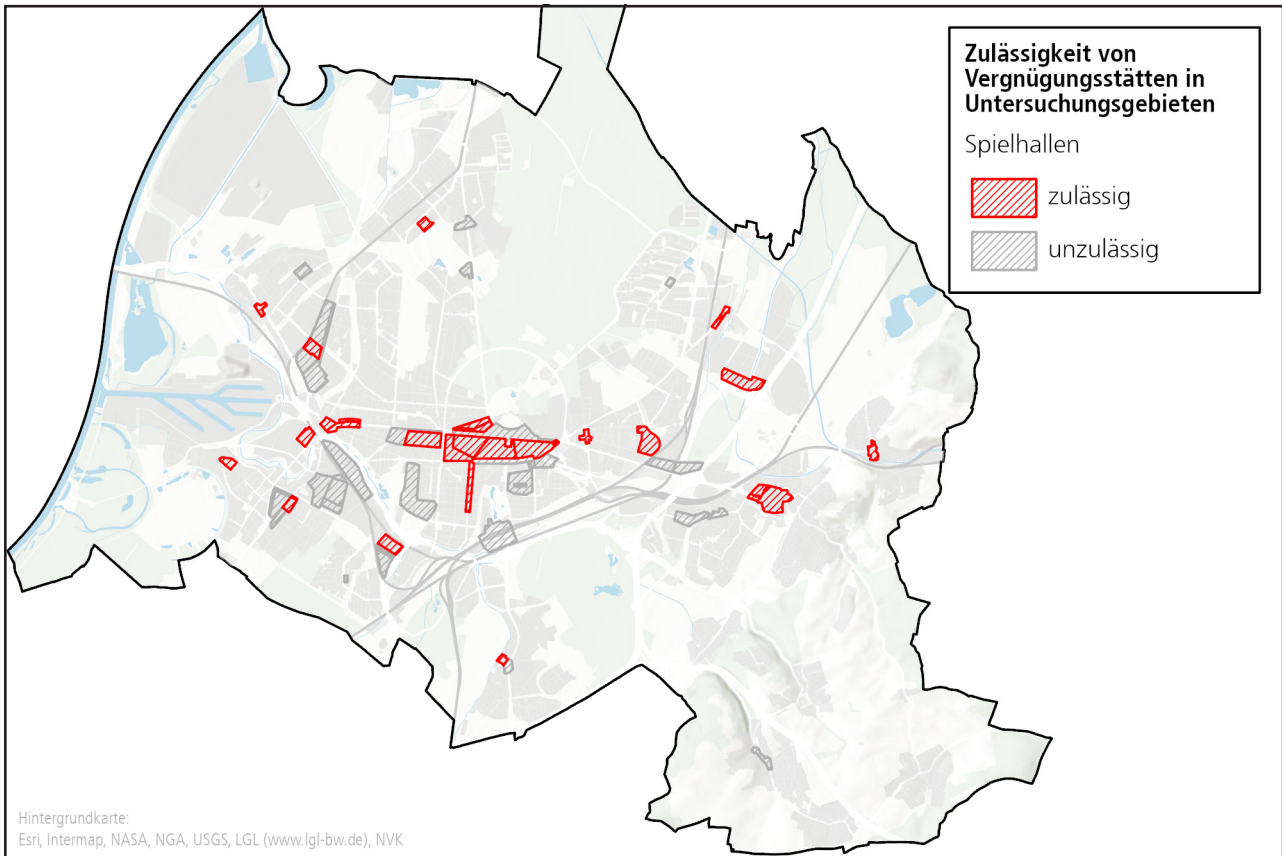 Zulässigkeit von
Vergnügungsstätten in
Untersuchungsgebieten
Spielhallen
zulässig
unzulässig
Hintergrundkarte:
Esri, Intermap, NASA, NGA, USGS, LGL (www.lgl-bw.de), NVK